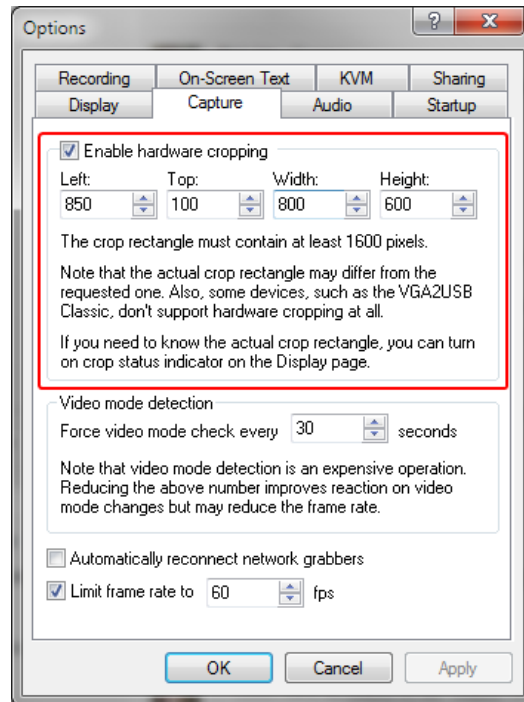 Options
Recording On-Screen Text KVM Sharing
Display Capture Audio Startup
Enable hardware cropping
Left: Top: Width: Height:
850 100 800 600
The crop rectangle must contain at least 1600 pixels.
Note that the actual crop rectangle may differ from the
requested one. Also, some devices, such as the VGA2USB
Classic, don't support hardware cropping at all.
If you need to know the actual crop rectangle, you can turn
on crop status indicator on the Display page.
Video mode detection
Force video mode check every 30 seconds
Note that video mode detection is an expensive operation.
Reducing the above number improves reaction on video
mode changes but may reduce the frame rate.
Automatically reconnect network grabbers
Limit frame rate to 60 fps
OK Cancel Apply